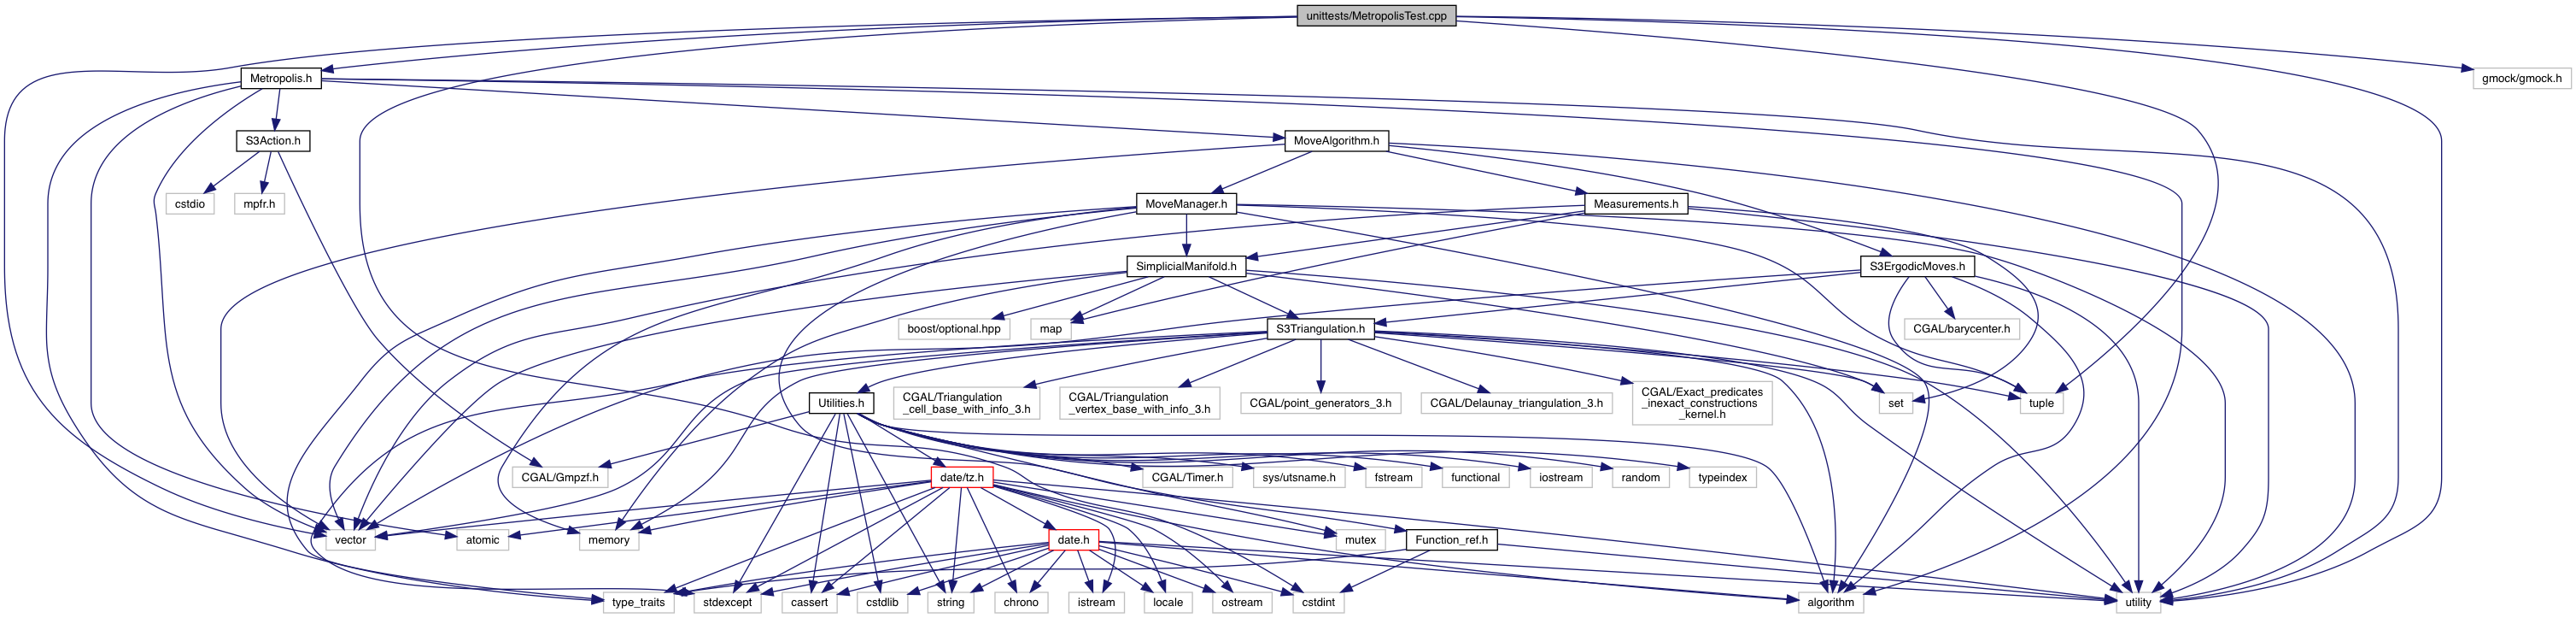 unittests/MetropolisTest.cpp
Metropolis.h
gmock/gmock.h
S3Action.h
MoveAlgorithm.h
cstdio
mpfr.h
MoveManager.h
Measurements.h
SimplicialManifold.h
S3ErgodicMoves.h
boost/optional.hpp
map
S3Triangulation.h
CGAL/barycenter.h
Utilities.h
CGAL/Triangulation
_cell_base_with_info_3.h
CGAL/Triangulation
_vertex_base_with_info_3.h
CGAL/point_generators_3.h
CGAL/Delaunay_triangulation_3.h
CGAL/Exact_predicates
_inexact_constructions
_kernel.h
set
tuple
CGAL/Gmpzf.h
date/tz.h
CGAL/Timer.h
sys/utsname.h
fstream
functional
iostream
random
typeindex
vector
atomic
memory
date.h
mutex
Function_ref.h
type_traits
stdexcept
cassert
cstdlib
string
chrono
istream
locale
ostream
cstdint
algorithm
utility